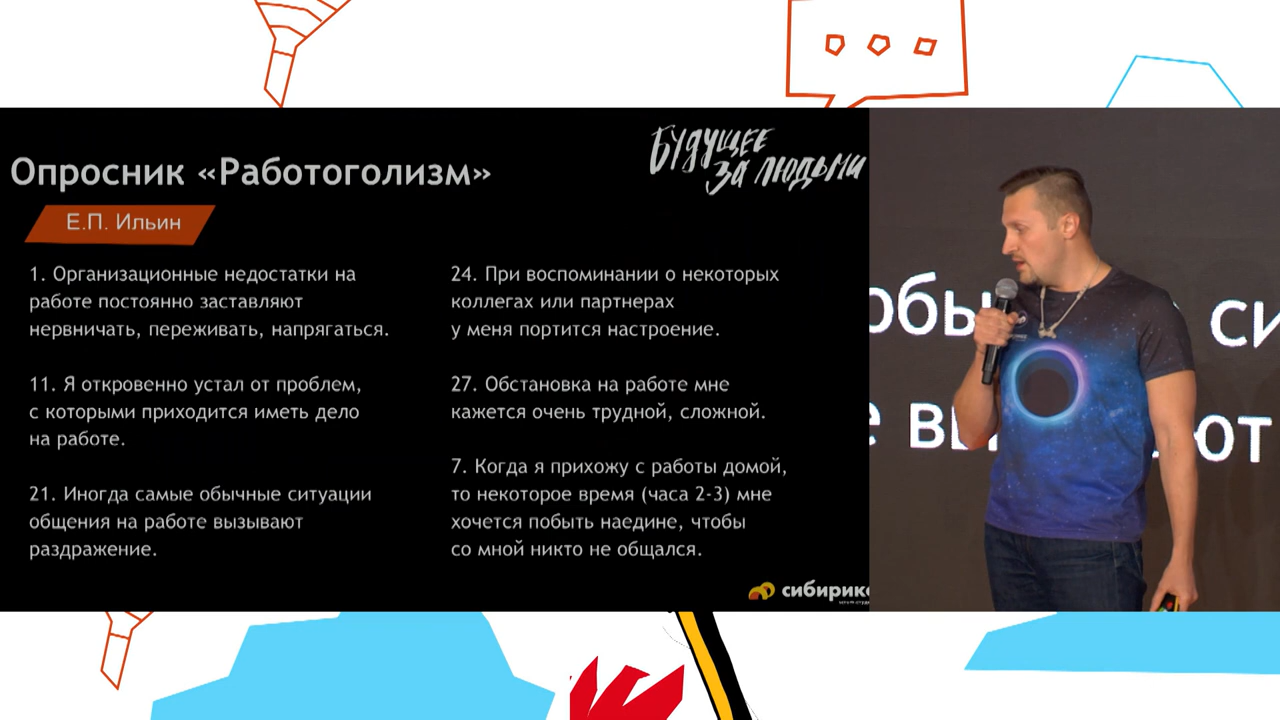 Будущее
за людьми
Опросник «Работоголизм»
Е.П. Ильин
1. Организационные недостатки на
работе постоянно заставляют
нервничать, переживать, напрягаться.
11. Я откровенно устал от проблем,
с которыми приходится иметь дело
на работе.
21. Иногда самые обычные ситуации
общения на работе вызывают
раздражение.
24. При воспоминании о некоторых
коллегах или партнерах
у меня портится настроение.
27. Обстановка на работе мне
кажется очень трудной, сложной.
7. Когда я прихожу с работы домой,
то некоторое время (часа 2-3) мне
хочется побыть наедине, чтобы
со мной никто не общался.
сибирикс